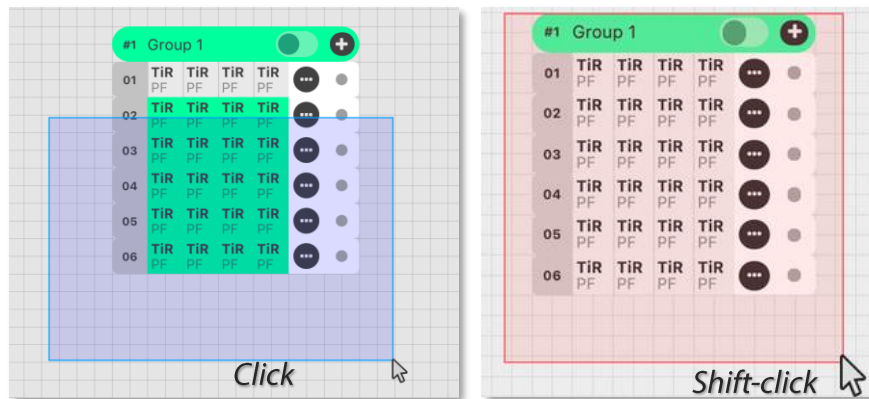 #1 Group 1
01 TiR TiR TiR TiR
PF PF PF PF
02 TiR TiR TiR TiR
PF PF PF PF
03 TiR TiR TiR TiR
PF PF PF PF
04 TiR TiR TiR TiR
PF PF PF PF
05 TiR TiR TiR TiR
PF PF PF PF
06 TiR TiR TiR TiR
PF PF PF PF
Click
#1 Group 1
01 TiR TiR TiR TiR
PF PF PF PF
02 TiR TiR TiR TiR
PF PF PF PF
03 TiR TiR TiR TiR
PF PF PF PF
04 TiR TiR TiR TiR
PF PF PF PF
05 TiR TiR TiR TiR
PF PF PF PF
06 TiR TiR TiR TiR
PF PF PF PF
Shift-click